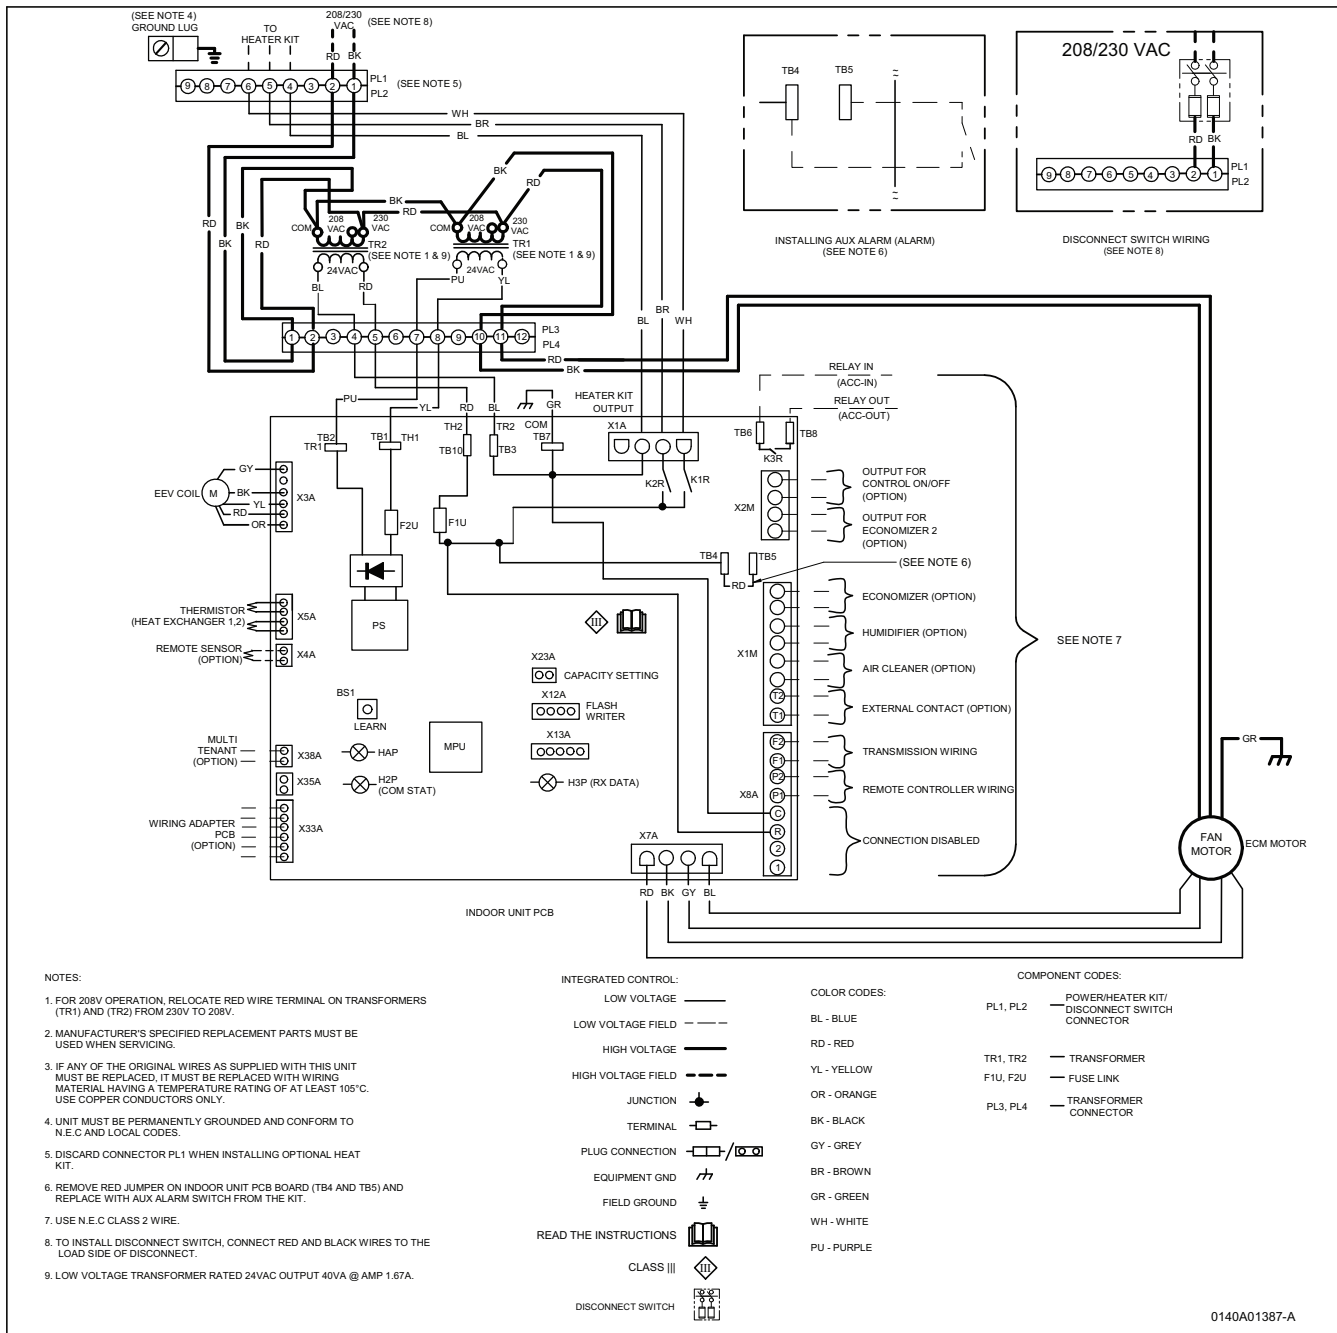 (SEE NOTE 4)
GROUND LUG
TO
HEATER KIT
208/230
VAC
(SEE NOTE 8)
RD BK
9 8 7 6 5 4 3 2 1
PL1
PL2
(SEE NOTE 5)
WH
BR
BL
BK
RD
BK
RD
RD
BK
BK
RD
COM
208
VAC
230
VAC
TR2
(SEE NOTE 1 & 9)
24VAC
BL
RD
COM
208
VAC
230
VAC
TR1
(SEE NOTE 1 & 9)
24VAC
PU
YL
BL
BR
WH
1 2 3 4 5 6 7 8 9 10 11 12
PL3
PL4
RD
BK
TB4
TB5
INSTALLING AUX ALARM (ALARM)
(SEE NOTE 6)
208/230 VAC
RD BK
9 8 7 6 5 4 3 2 1
PL1
PL2
DISCONNECT SWITCH WIRING
(SEE NOTE 8)
PU
YL
RD
BL
GR
HEATER KIT
OUTPUT
X1A
TB2
TR1
TB1
TH1
TH2
TB10
TR2
TB3
COM
TB7
K2R
K1R
RELAY IN
(ACC-IN)
RELAY OUT
(ACC-OUT)
TB6
TB8
K3R
EEV COIL
M
GY
BK
YL
RD
OR
X3A
F2U
F1U
X2M
OUTPUT FOR
CONTROL ON/OFF
(OPTION)
OUTPUT FOR
ECONOMIZER 2
(OPTION)
TB4
TB5
RD
(SEE NOTE 6)
THERMISTOR
(HEAT EXCHANGER 1,2)
X5A
REMOTE SENSOR
(OPTION)
X4A
PS
III
X23A
CAPACITY SETTING
X12A
FLASH
WRITER
X13A
BS1
LEARN
MPU
MULTI
TENANT
(OPTION)
X38A
HAP
X35A
H2P
(COM STAT)
H3P (RX DATA)
WIRING ADAPTER
PCB
(OPTION)
X33A
X1M
ECONOMIZER (OPTION)
HUMIDIFIER (OPTION)
AIR CLEANER (OPTION)
T2
T1
EXTERNAL CONTACT (OPTION)
SEE NOTE 7
X8A
F2
F1
TRANSMISSION WIRING
P2
P1
REMOTE CONTROLLER WIRING
C
R
2
1
CONNECTION DISABLED
X7A
RD BK GY BL
INDOOR UNIT PCB
GR
FAN
MOTOR
ECM MOTOR
NOTES:
1. FOR 208V OPERATION, RELOCATE RED WIRE TERMINAL ON TRANSFORMERS
(TR1) AND (TR2) FROM 230V TO 208V.
2. MANUFACTURER'S SPECIFIED REPLACEMENT PARTS MUST BE
USED WHEN SERVICING.
3. IF ANY OF THE ORIGINAL WIRES AS SUPPLIED WITH THIS UNIT
MUST BE REPLACED, IT MUST BE REPLACED WITH WIRING
MATERIAL HAVING A TEMPERATURE RATING OF AT LEAST 105°C.
USE COPPER CONDUCTORS ONLY.
4. UNIT MUST BE PERMANENTLY GROUNDED AND CONFORM TO
N.E.C AND LOCAL CODES.
5. DISCARD CONNECTOR PL1 WHEN INSTALLING OPTIONAL HEAT
KIT.
6. REMOVE RED JUMPER ON INDOOR UNIT PCB BOARD (TB4 AND TB5) AND
REPLACE WITH AUX ALARM SWITCH FROM THE KIT.
7. USE N.E.C CLASS 2 WIRE.
8. TO INSTALL DISCONNECT SWITCH, CONNECT RED AND BLACK WIRES TO THE
LOAD SIDE OF DISCONNECT.
9. LOW VOLTAGE TRANSFORMER RATED 24VAC OUTPUT 40VA @ AMP 1.67A.
INTEGRATED CONTROL:
LOW VOLTAGE
LOW VOLTAGE FIELD
HIGH VOLTAGE
HIGH VOLTAGE FIELD
JUNCTION
TERMINAL
PLUG CONNECTION
EQUIPMENT GND
FIELD GROUND
READ THE INSTRUCTIONS
CLASS |||
III
DISCONNECT SWITCH
COLOR CODES:
BL - BLUE
RD - RED
YL - YELLOW
OR - ORANGE
BK - BLACK
GY - GREY
BR - BROWN
GR - GREEN
WH - WHITE
PU - PURPLE
COMPONENT CODES:
PL1, PL2 — POWER/HEATER KIT/
DISCONNECT SWITCH
CONNECTOR
TR1, TR2 — TRANSFORMER
F1U, F2U — FUSE LINK
PL3, PL4 — TRANSFORMER
CONNECTOR
0140A01387-A